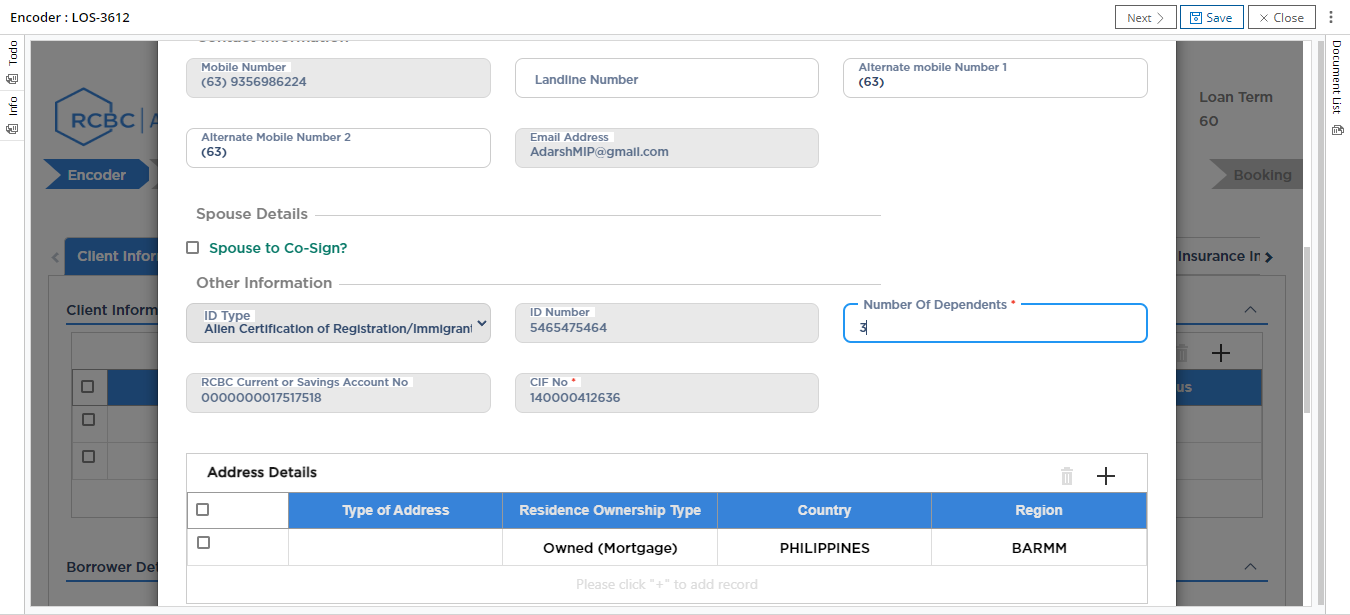 Encoder : LOS-3612
Next
Save
Close
Todo
Info
Document List
Contact Information
Mobile Number
(63) 9356986224
Landline Number
Alternate mobile Number 1
(63)
Alternate Mobile Number 2
(63)
Email Address
AdarshMIP@gmail.com
RCBC A
Loan Term
60
Encoder
Booking
Spouse Details
Spouse to Co-Sign?
Client Infor
Insurance In
Other Information
ID Type
Alien Certification of Registration/Immigrant
ID Number
5465475464
Number Of Dependents *
3
Client Inform
RCBC Current or Savings Account No
0000000017517518
CIF No *
140000412636
us
Address Details
Type of Address
Residence Ownership Type
Country
Region
Owned (Mortgage)
PHILIPPINES
BARMM
Please click "+" to add record
Borrower Det